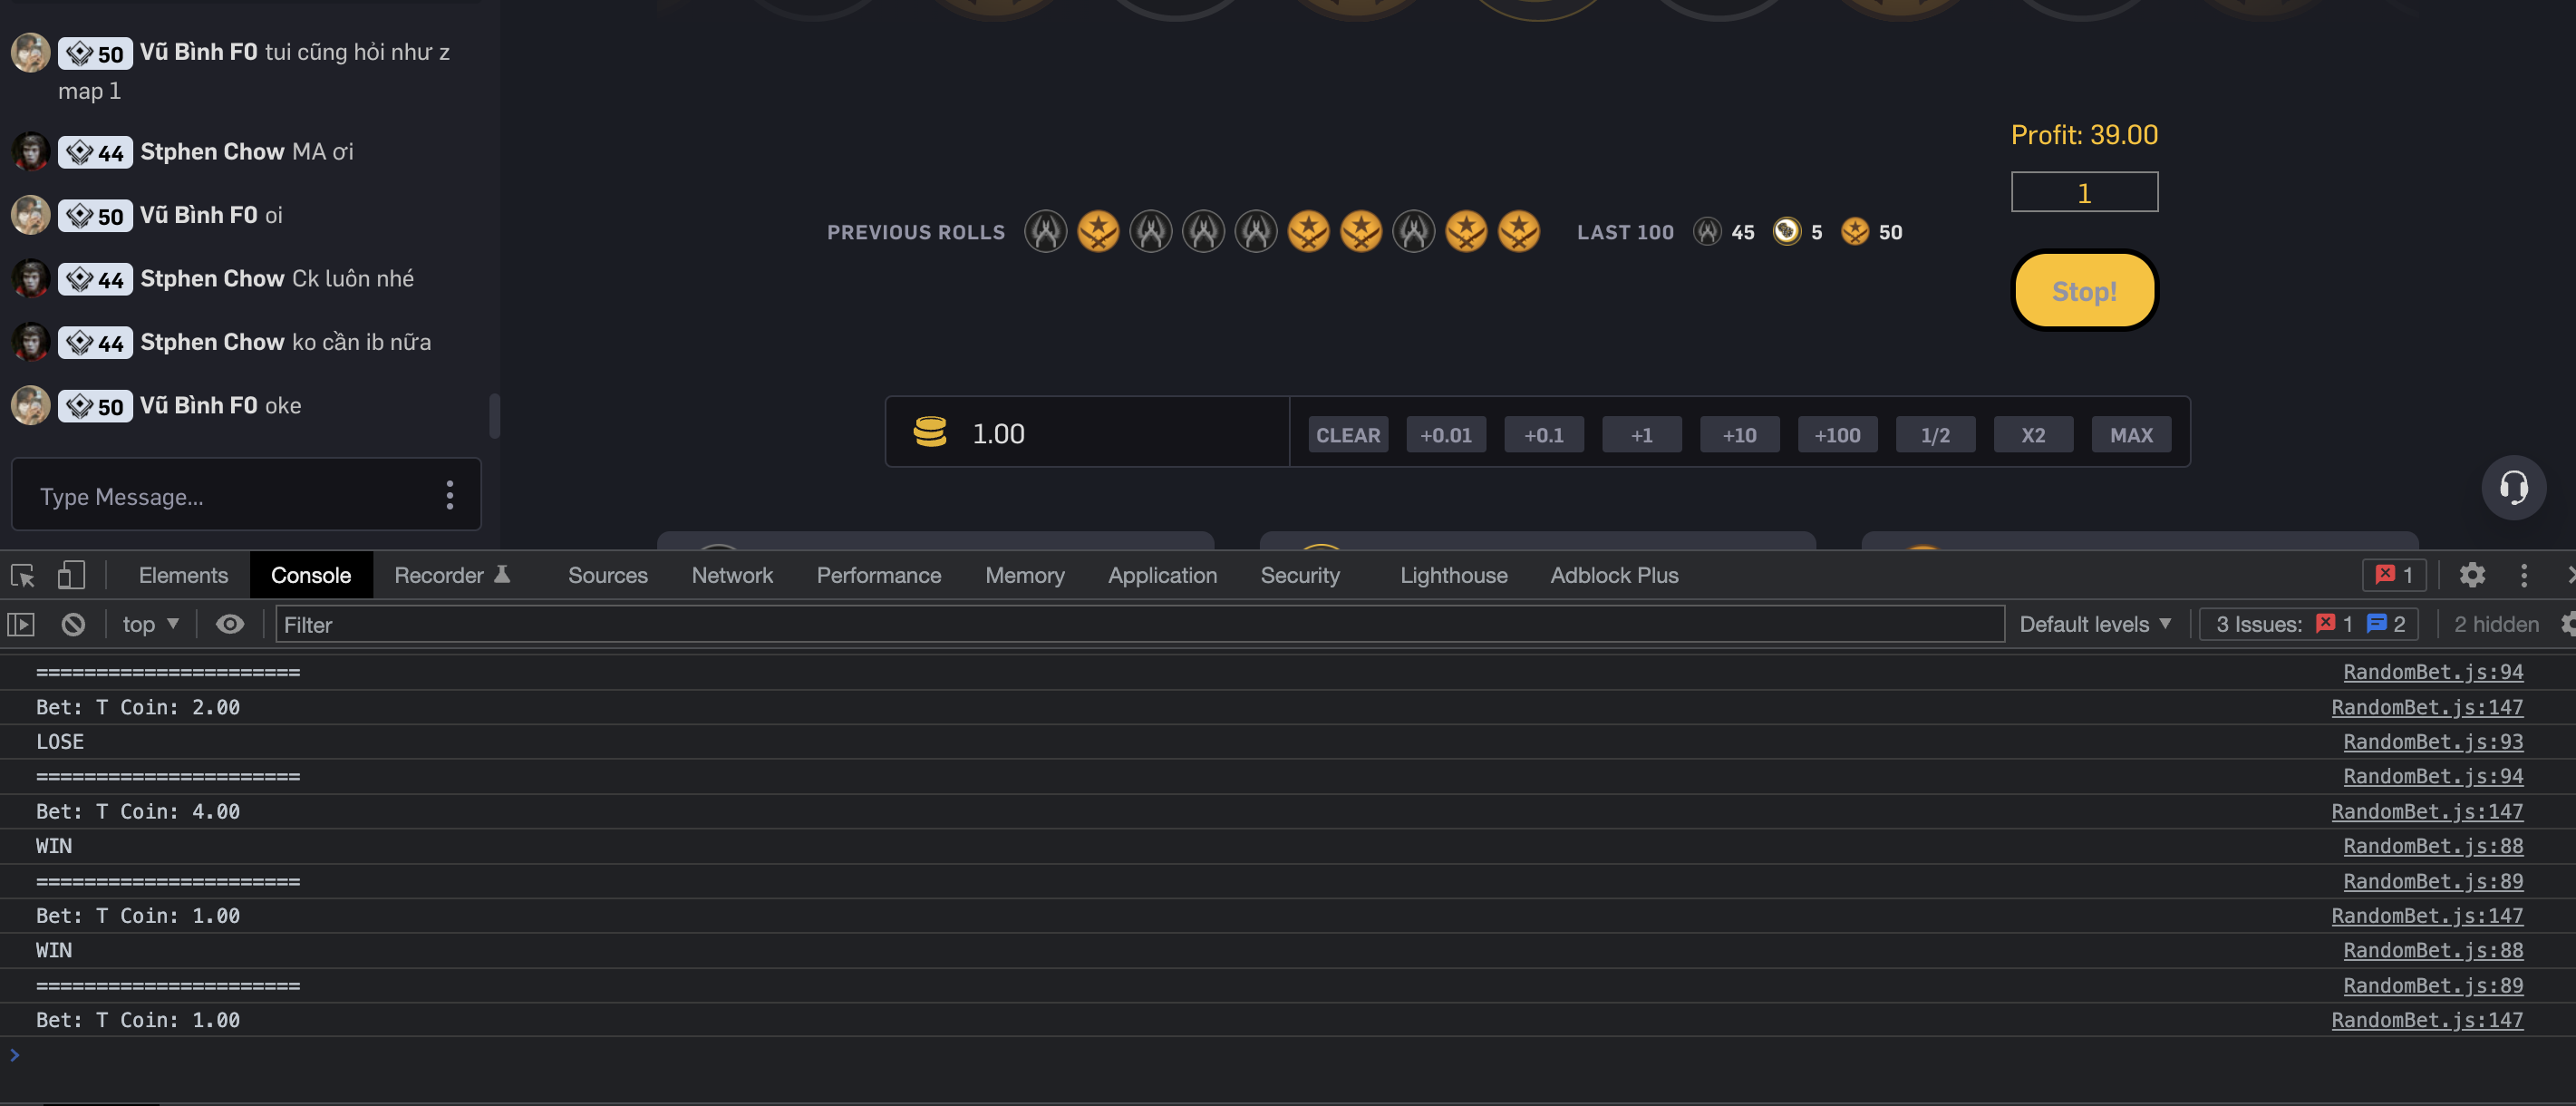 50 Vũ Bình F0 tui cũng hỏi như z
map 1
44 Stphen Chow MA ơi
50 Vũ Bình F0 oi
44 Stphen Chow Ck luôn nhé
44 Stphen Chow ko cần ib nữa
50 Vũ Bình F0 oke
Type Message...
Profit: 39.00
1
PREVIOUS ROLLS LAST 100 45 5 50
Stop!
1.00 CLEAR +0.01 +0.1 +1 +10 +100 1/2 X2 MAX
Elements Console Recorder Sources Network Performance Memory Application Security Lighthouse Adblock Plus 1
top Filter Default levels 3 Issues: 1 2 2 hidden
====================== RandomBet.js:94
Bet: T Coin: 2.00 RandomBet.js:147
LOSE RandomBet.js:93
====================== RandomBet.js:94
Bet: T Coin: 4.00 RandomBet.js:147
WIN RandomBet.js:88
====================== RandomBet.js:89
Bet: T Coin: 1.00 RandomBet.js:147
WIN RandomBet.js:88
====================== RandomBet.js:89
Bet: T Coin: 1.00 RandomBet.js:147